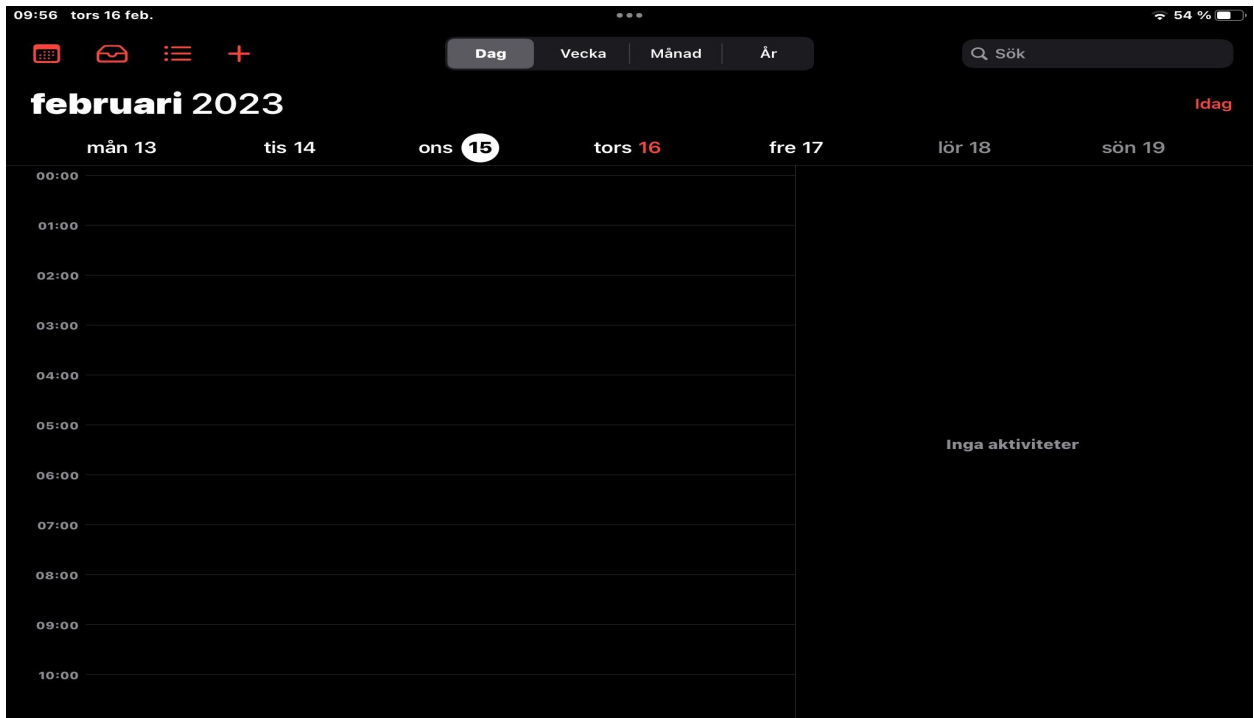 09:56 tors 16 feb.
54 %
Dag Vecka Månad År
Sök
februari 2023
Idag
mån 13 tis 14 ons 15 tors 16 fre 17 lör 18 sön 19
00:00
01:00
02:00
03:00
04:00
05:00
Inga aktiviteter
06:00
07:00
08:00
09:00
10:00